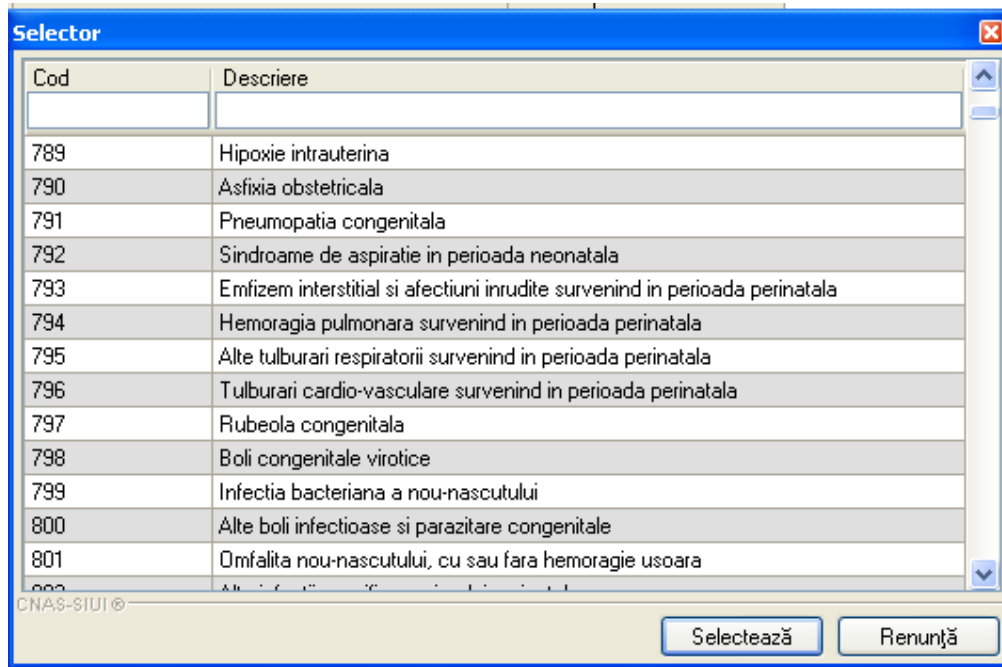 Selector
Cod Descriere
789 Hipoxie intrauterina
790 Asfixia obstetricala
791 Pneumopatia congenitala
792 Sindroame de aspiratie in perioada neonatala
793 Emfizem interstitial si afectiuni inrudite survenind in perioada perinatala
794 Hemoragia pulmonara survenind in perioada perinatala
795 Alte tulburari respiratorii survenind in perioada perinatala
796 Tulburari cardio-vasculare survenind in perioada perinatala
797 Rubeola congenitala
798 Boli congenitale virotice
799 Infectia bacteriana a nou-nascutului
800 Alte boli infectioase si parazitare congenitale
801 Omfalita nou-nascutului, cu sau fara hemoragie usoara
CNAS-SIUI®
Selectează Renunţă